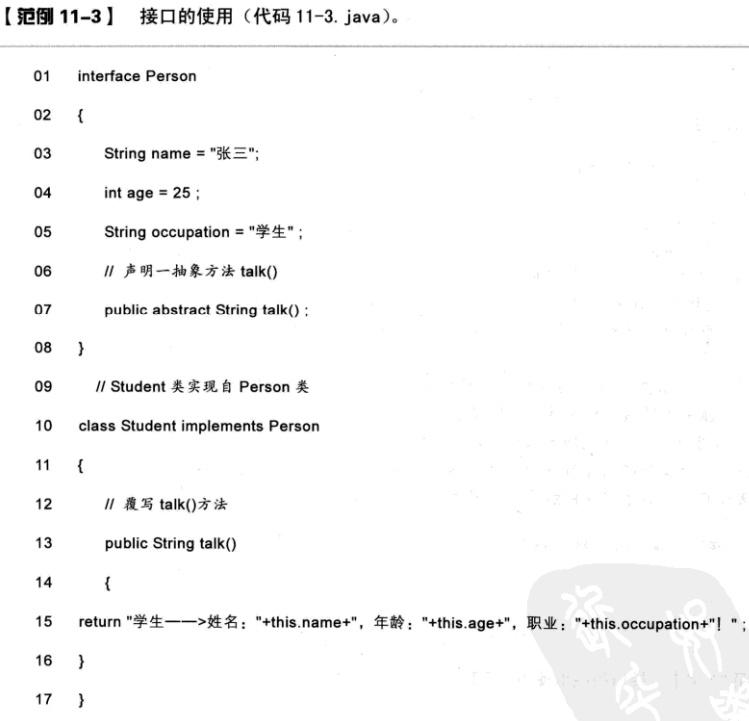 【范例 11-3】 接口的使用（代码 11-3.java）。
01 interface Person
02 {
03 String name = "张三";
04 int age = 25 ;
05 String occupation = "学生" ;
06 // 声明一抽象方法 talk()
07 public abstract String talk() ;
08 }
09 // Student 类实现自 Person 类
10 class Student implements Person
11 {
12 // 覆写 talk()方法
13 public String talk()
14 {
15 return "学生——>姓名："+this.name+"，年龄："+this.age+"，职业："+this.occupation+"！" ;
16 }
17 }